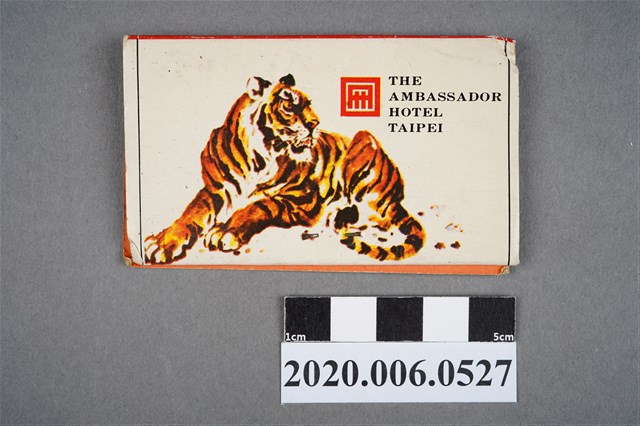 THE
AMBASSADOR
HOTEL
TAIPEI
1cm 5cm
2020.006.0527